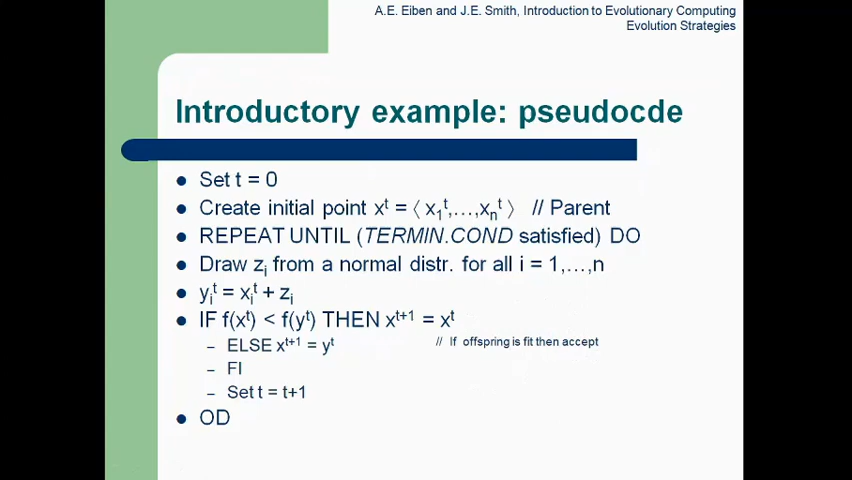 A.E. Eiben and J.E. Smith, Introduction to Evolutionary Computing
Evolution Strategies
Introductory example: pseudocde
● Set t = 0
● Create initial point xᵗ = 〈 x₁ᵗ,…,xₙᵗ 〉 // Parent
● REPEAT UNTIL (TERMIN.COND satisfied) DO
● Draw zᵢ from a normal distr. for all i = 1,…,n
● yᵢᵗ = xᵢᵗ + zᵢ
● IF f(xᵗ) < f(yᵗ) THEN xᵗ⁺¹ = xᵗ
– ELSE xᵗ⁺¹ = yᵗ // If offspring is fit then accept
– FI
– Set t = t+1
● OD